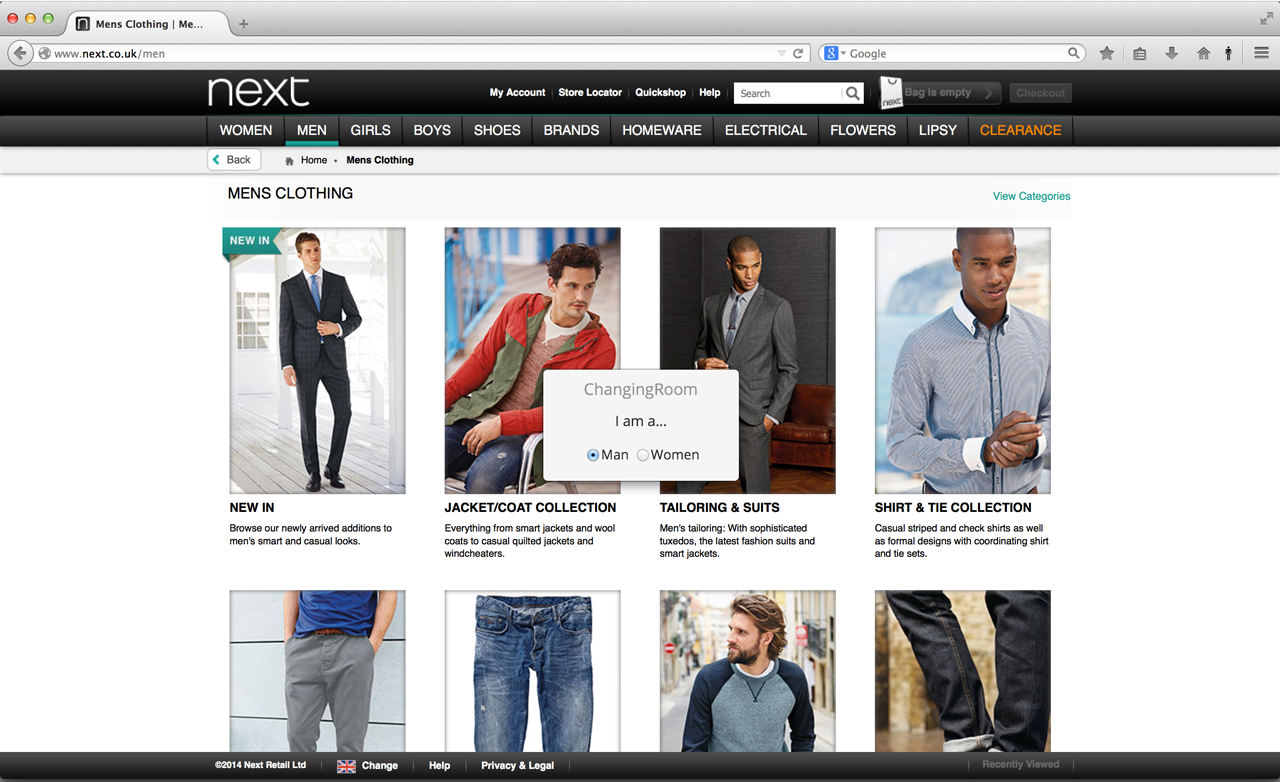 Mens Clothing | Me...
www.next.co.uk/men
8 Google
next
My Account Store Locator Quickshop Help Search next Bag is empty Checkout
WOMEN MEN GIRLS BOYS SHOES BRANDS HOMEWARE ELECTRICAL FLOWERS LIPSY CLEARANCE
Back Home Mens Clothing
MENS CLOTHING
View Categories
NEW IN
ChangingRoom
I am a...
Man Women
NEW IN
Browse our newly arrived additions to
men's smart and casual looks.
JACKET/COAT COLLECTION
Everything from smart jackets and wool
coats to casual quilted jackets and
windcheaters.
TAILORING & SUITS
Men's tailoring: With sophisticated
tuxedos, the latest fashion suits and
smart jackets.
SHIRT & TIE COLLECTION
Casual striped and check shirts as well
as formal designs with coordinating shirt
and tie sets.
©2014 Next Retail Ltd Change Help Privacy & Legal Recently Viewed